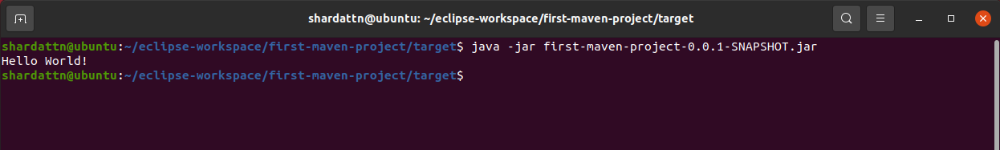 shardattn@ubuntu: ~/eclipse-workspace/first-maven-project/target
shardattn@ubuntu:~/eclipse-workspace/first-maven-project/target$ java -jar first-maven-project-0.0.1-SNAPSHOT.jar
Hello World!
shardattn@ubuntu:~/eclipse-workspace/first-maven-project/target$